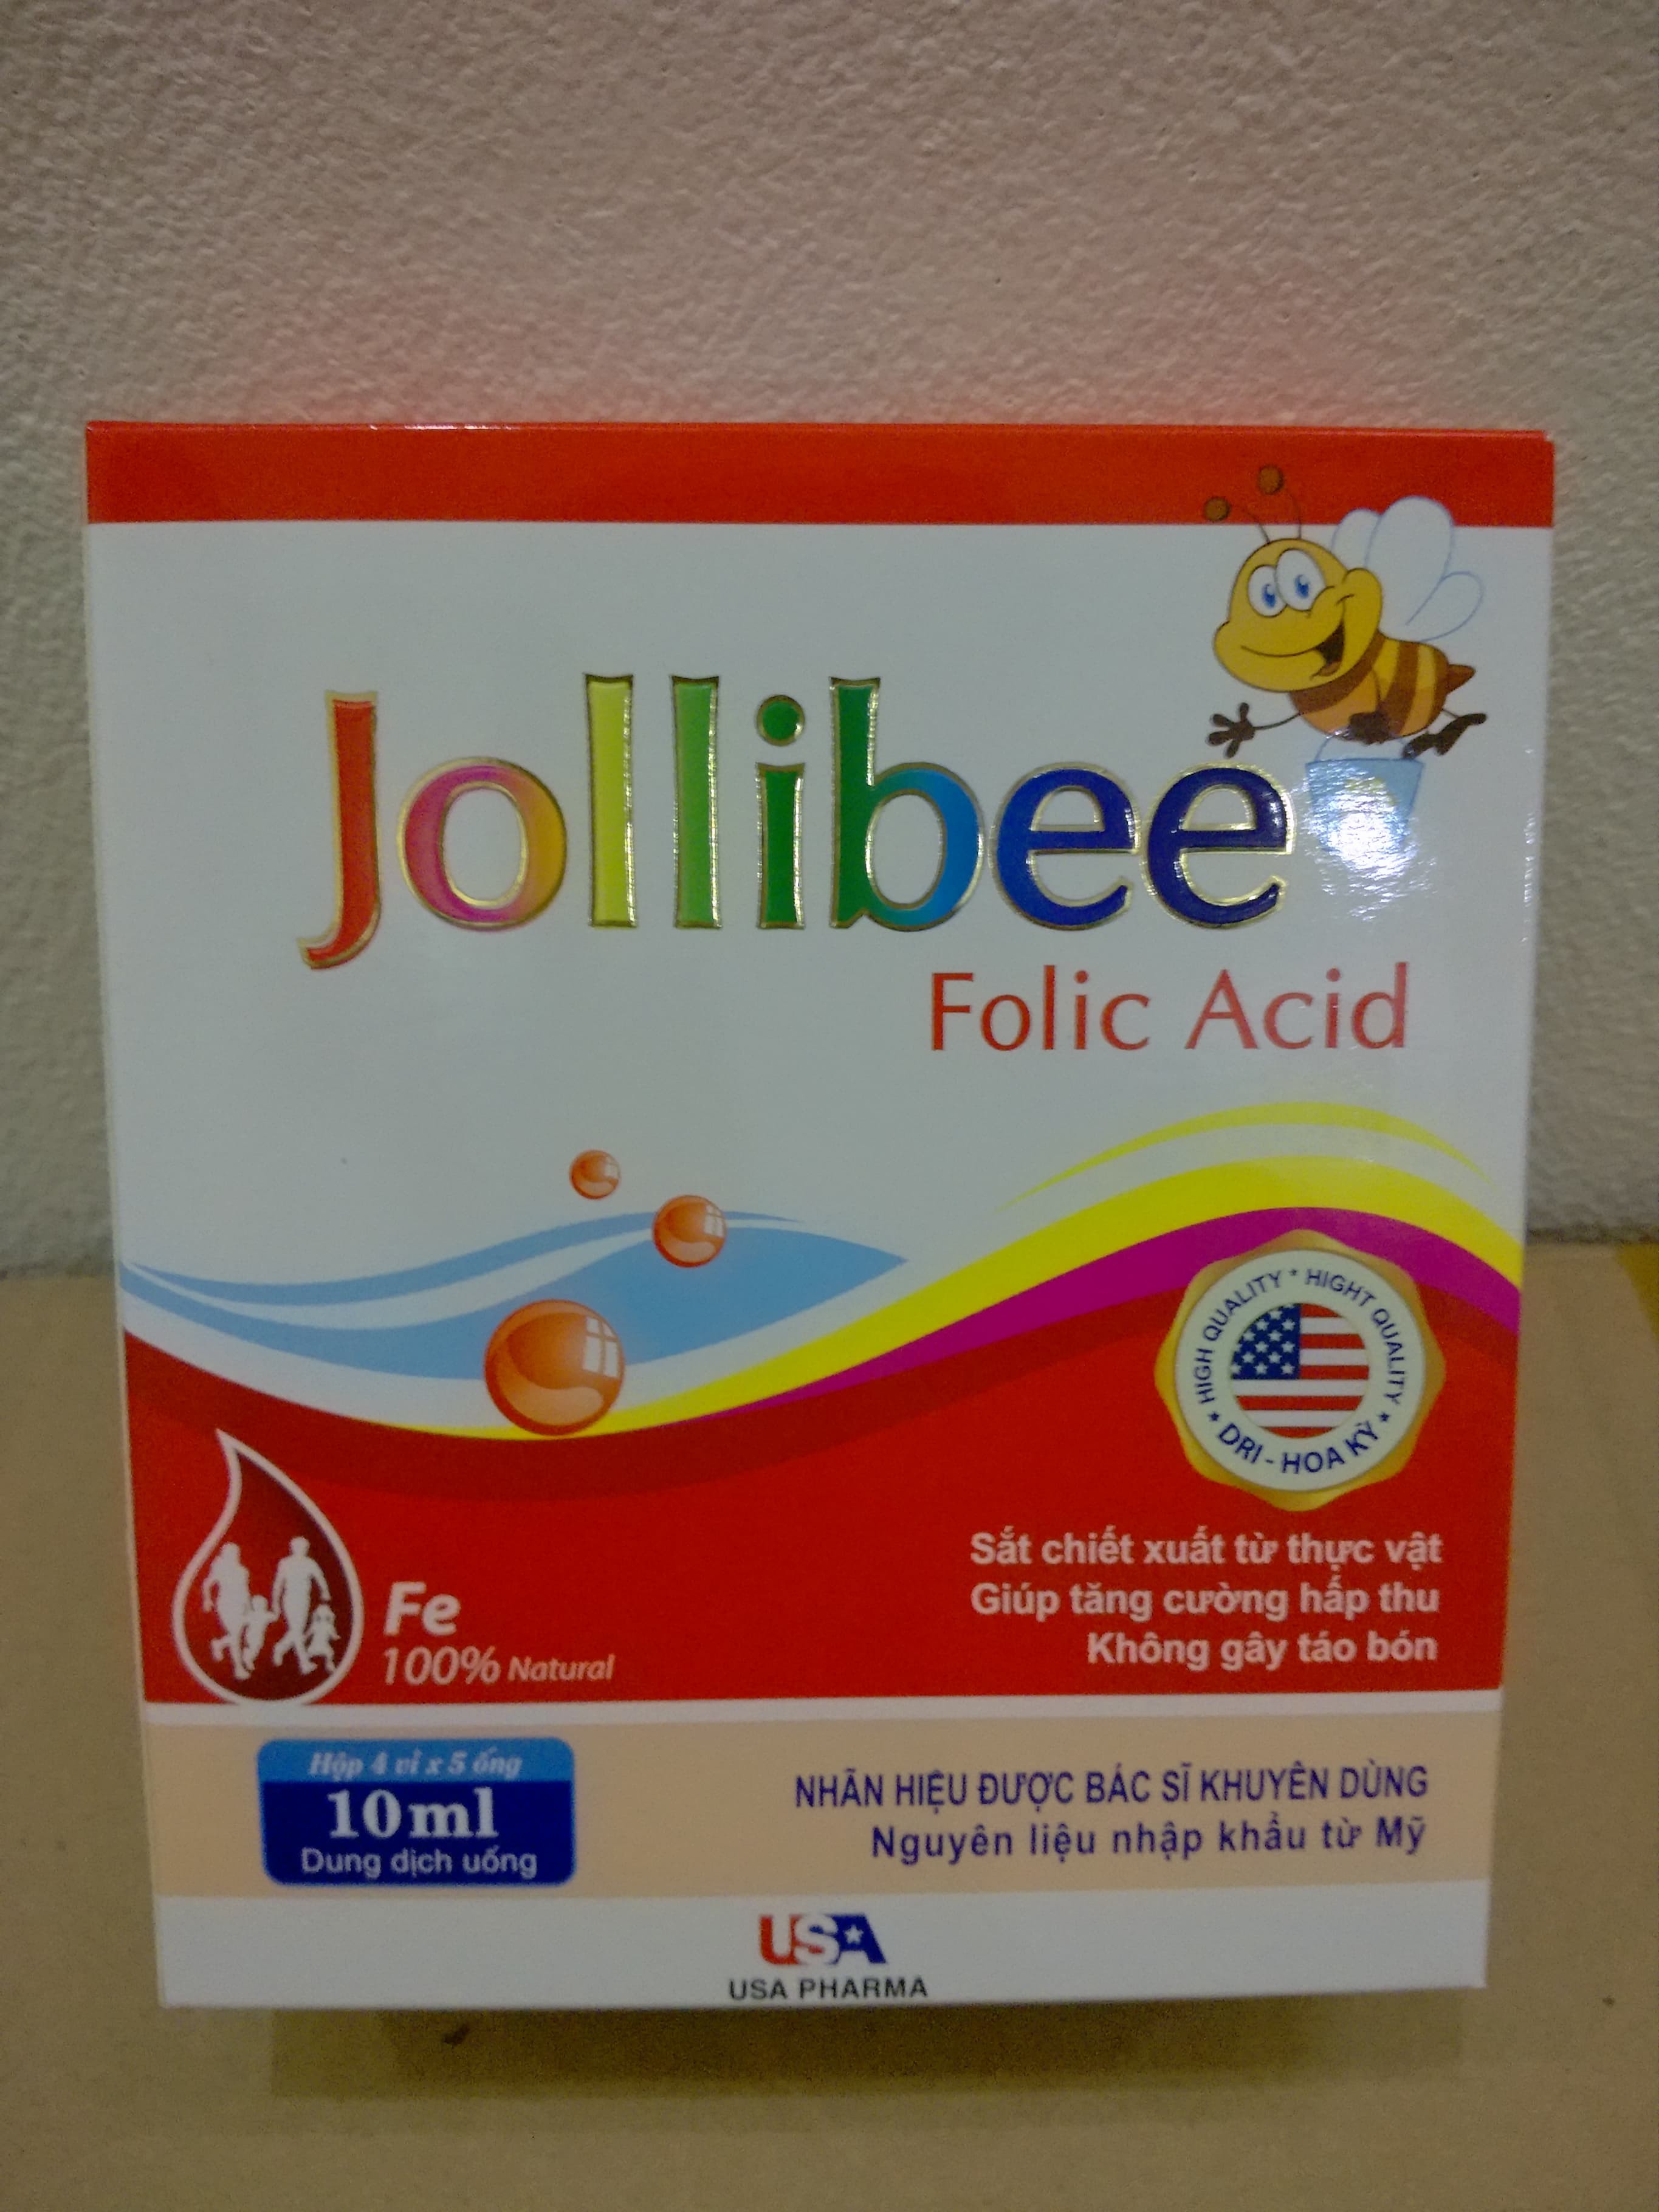 Jollibee
Folic Acid
HIGH QUALITY * HIGHT QUALITY
* DRI - HOA KỲ *
Sắt chiết xuất từ thực vật
Giúp tăng cường hấp thu
Không gây táo bón
Fe
100% Natural
Hộp 4 vỉ x 5 ống
10ml
Dung dịch uống
NHÃN HIỆU ĐƯỢC BÁC SĨ KHUYÊN DÙNG
Nguyên liệu nhập khẩu từ Mỹ
USA
USA PHARMA